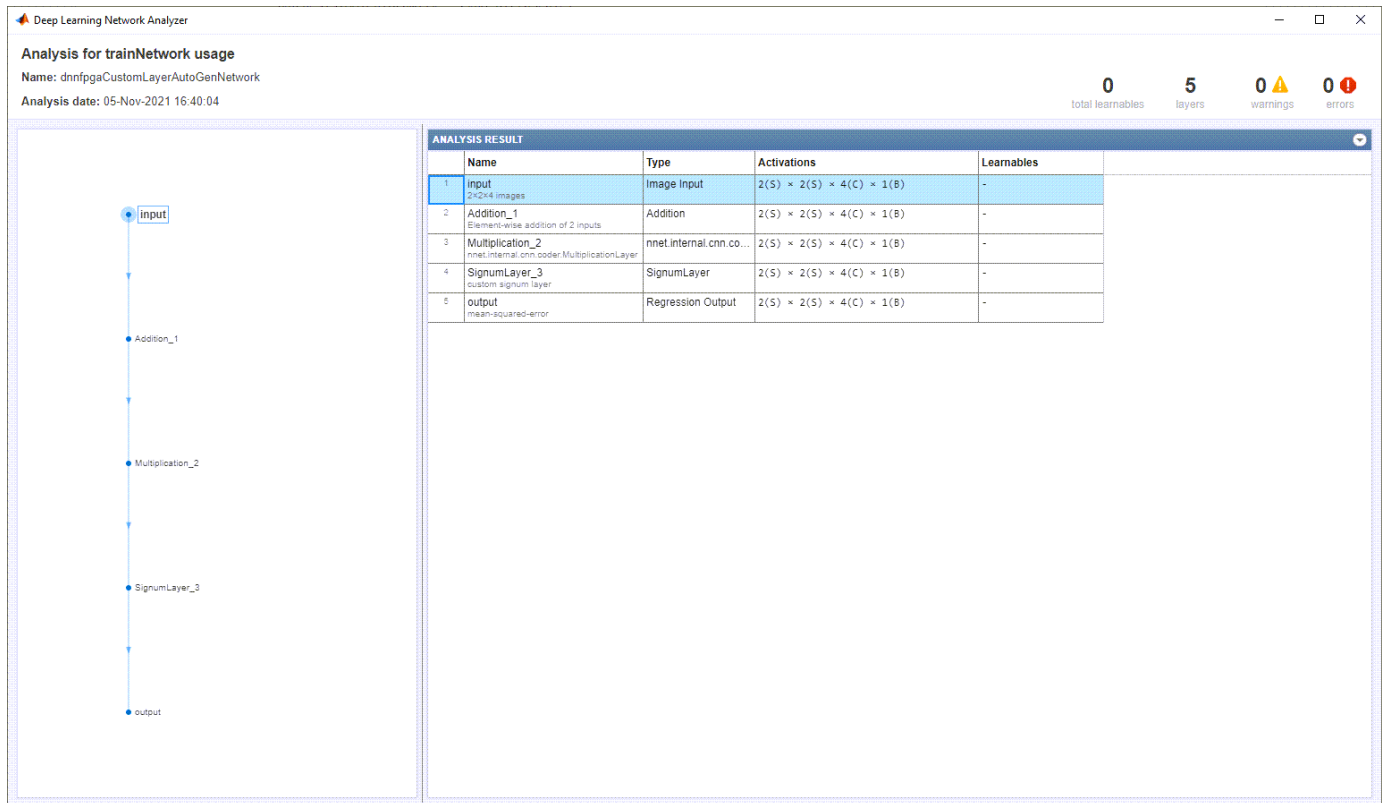 Deep Learning Network Analyzer
Analysis for trainNetwork usage
Name: dnnfpgaCustomLayerAutoGenNetwork
Analysis date: 05-Nov-2021 16:40:04
0 5 0 0
total learnables layers warnings errors
input
Addition_1
Multiplication_2
SignumLayer_3
output
ANALYSIS RESULT
Name Type Activations Learnables
1 input Image Input 2(S) × 2(S) × 4(C) × 1(B) -
2×2×4 images
2 Addition_1 Addition 2(S) × 2(S) × 4(C) × 1(B) -
Element-wise addition of 2 inputs
3 Multiplication_2 nnet.internal.cnn.co... 2(S) × 2(S) × 4(C) × 1(B) -
nnet.internal.cnn.coder.MultiplicationLayer
4 SignumLayer_3 SignumLayer 2(S) × 2(S) × 4(C) × 1(B) -
custom signum layer
5 output Regression Output 2(S) × 2(S) × 4(C) × 1(B) -
mean-squared-error